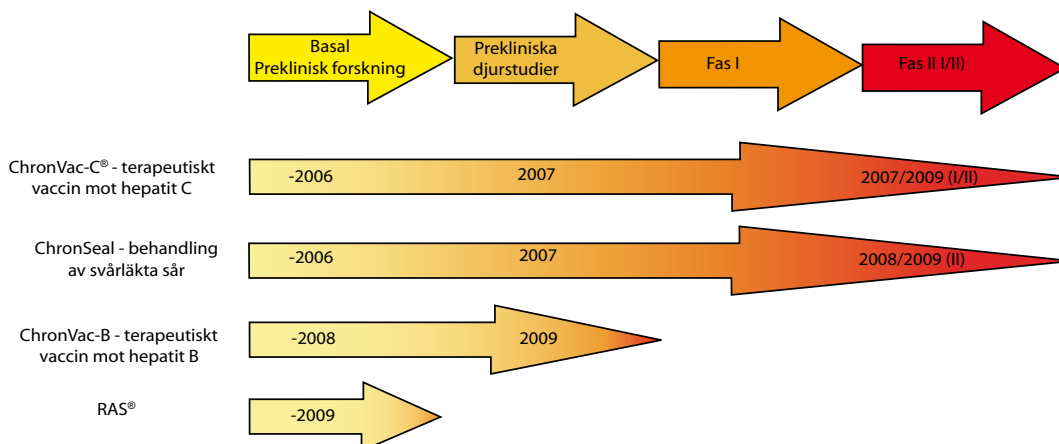 Basal
Preklinisk forskning
Prekliniska
djurstudier
Fas I
Fas II I/II)
ChronVac-C® - terapeutiskt
vaccin mot hepatit C
-2006
2007
2007/2009 (I/II)
ChronSeal - behandling
av svårläkta sår
-2006
2007
2008/2009 (II)
ChronVac-B - terapeutiskt
vaccin mot hepatit B
-2008
2009
RAS®
-2009